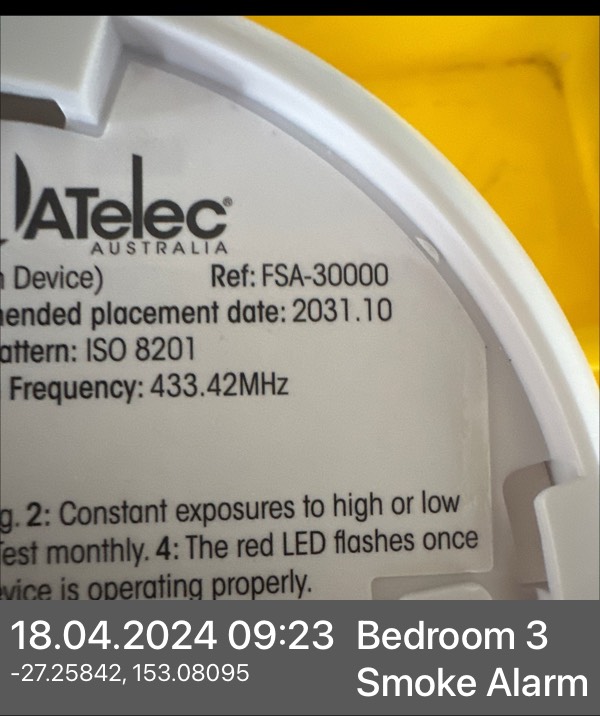 ATelec®
AUSTRALIA
Device) Ref: FSA-30000
placement date: 2031.10
ISO 8201
Frequency: 433.42MHz
2: Constant exposures to high or low
monthly. 4: The red LED flashes once
is operating properly.
18.04.2024 09:23 Bedroom 3
-27.25842, 153.08095 Smoke Alarm